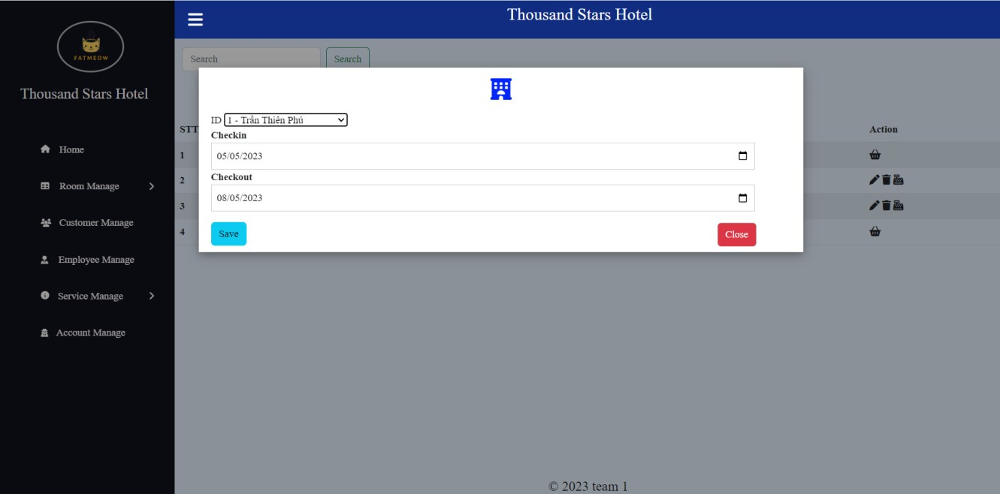 Thousand Stars Hotel
FATMEOW
Thousand Stars Hotel
Home
Room Manage
Customer Manage
Employee Manage
Service Manage
Account Manage
Search Search
ID 1 - Trần Thiên Phú
Checkin
05/05/2023
Checkout
08/05/2023
Save Close
STT Action
1
2
3
4
© 2023 team 1